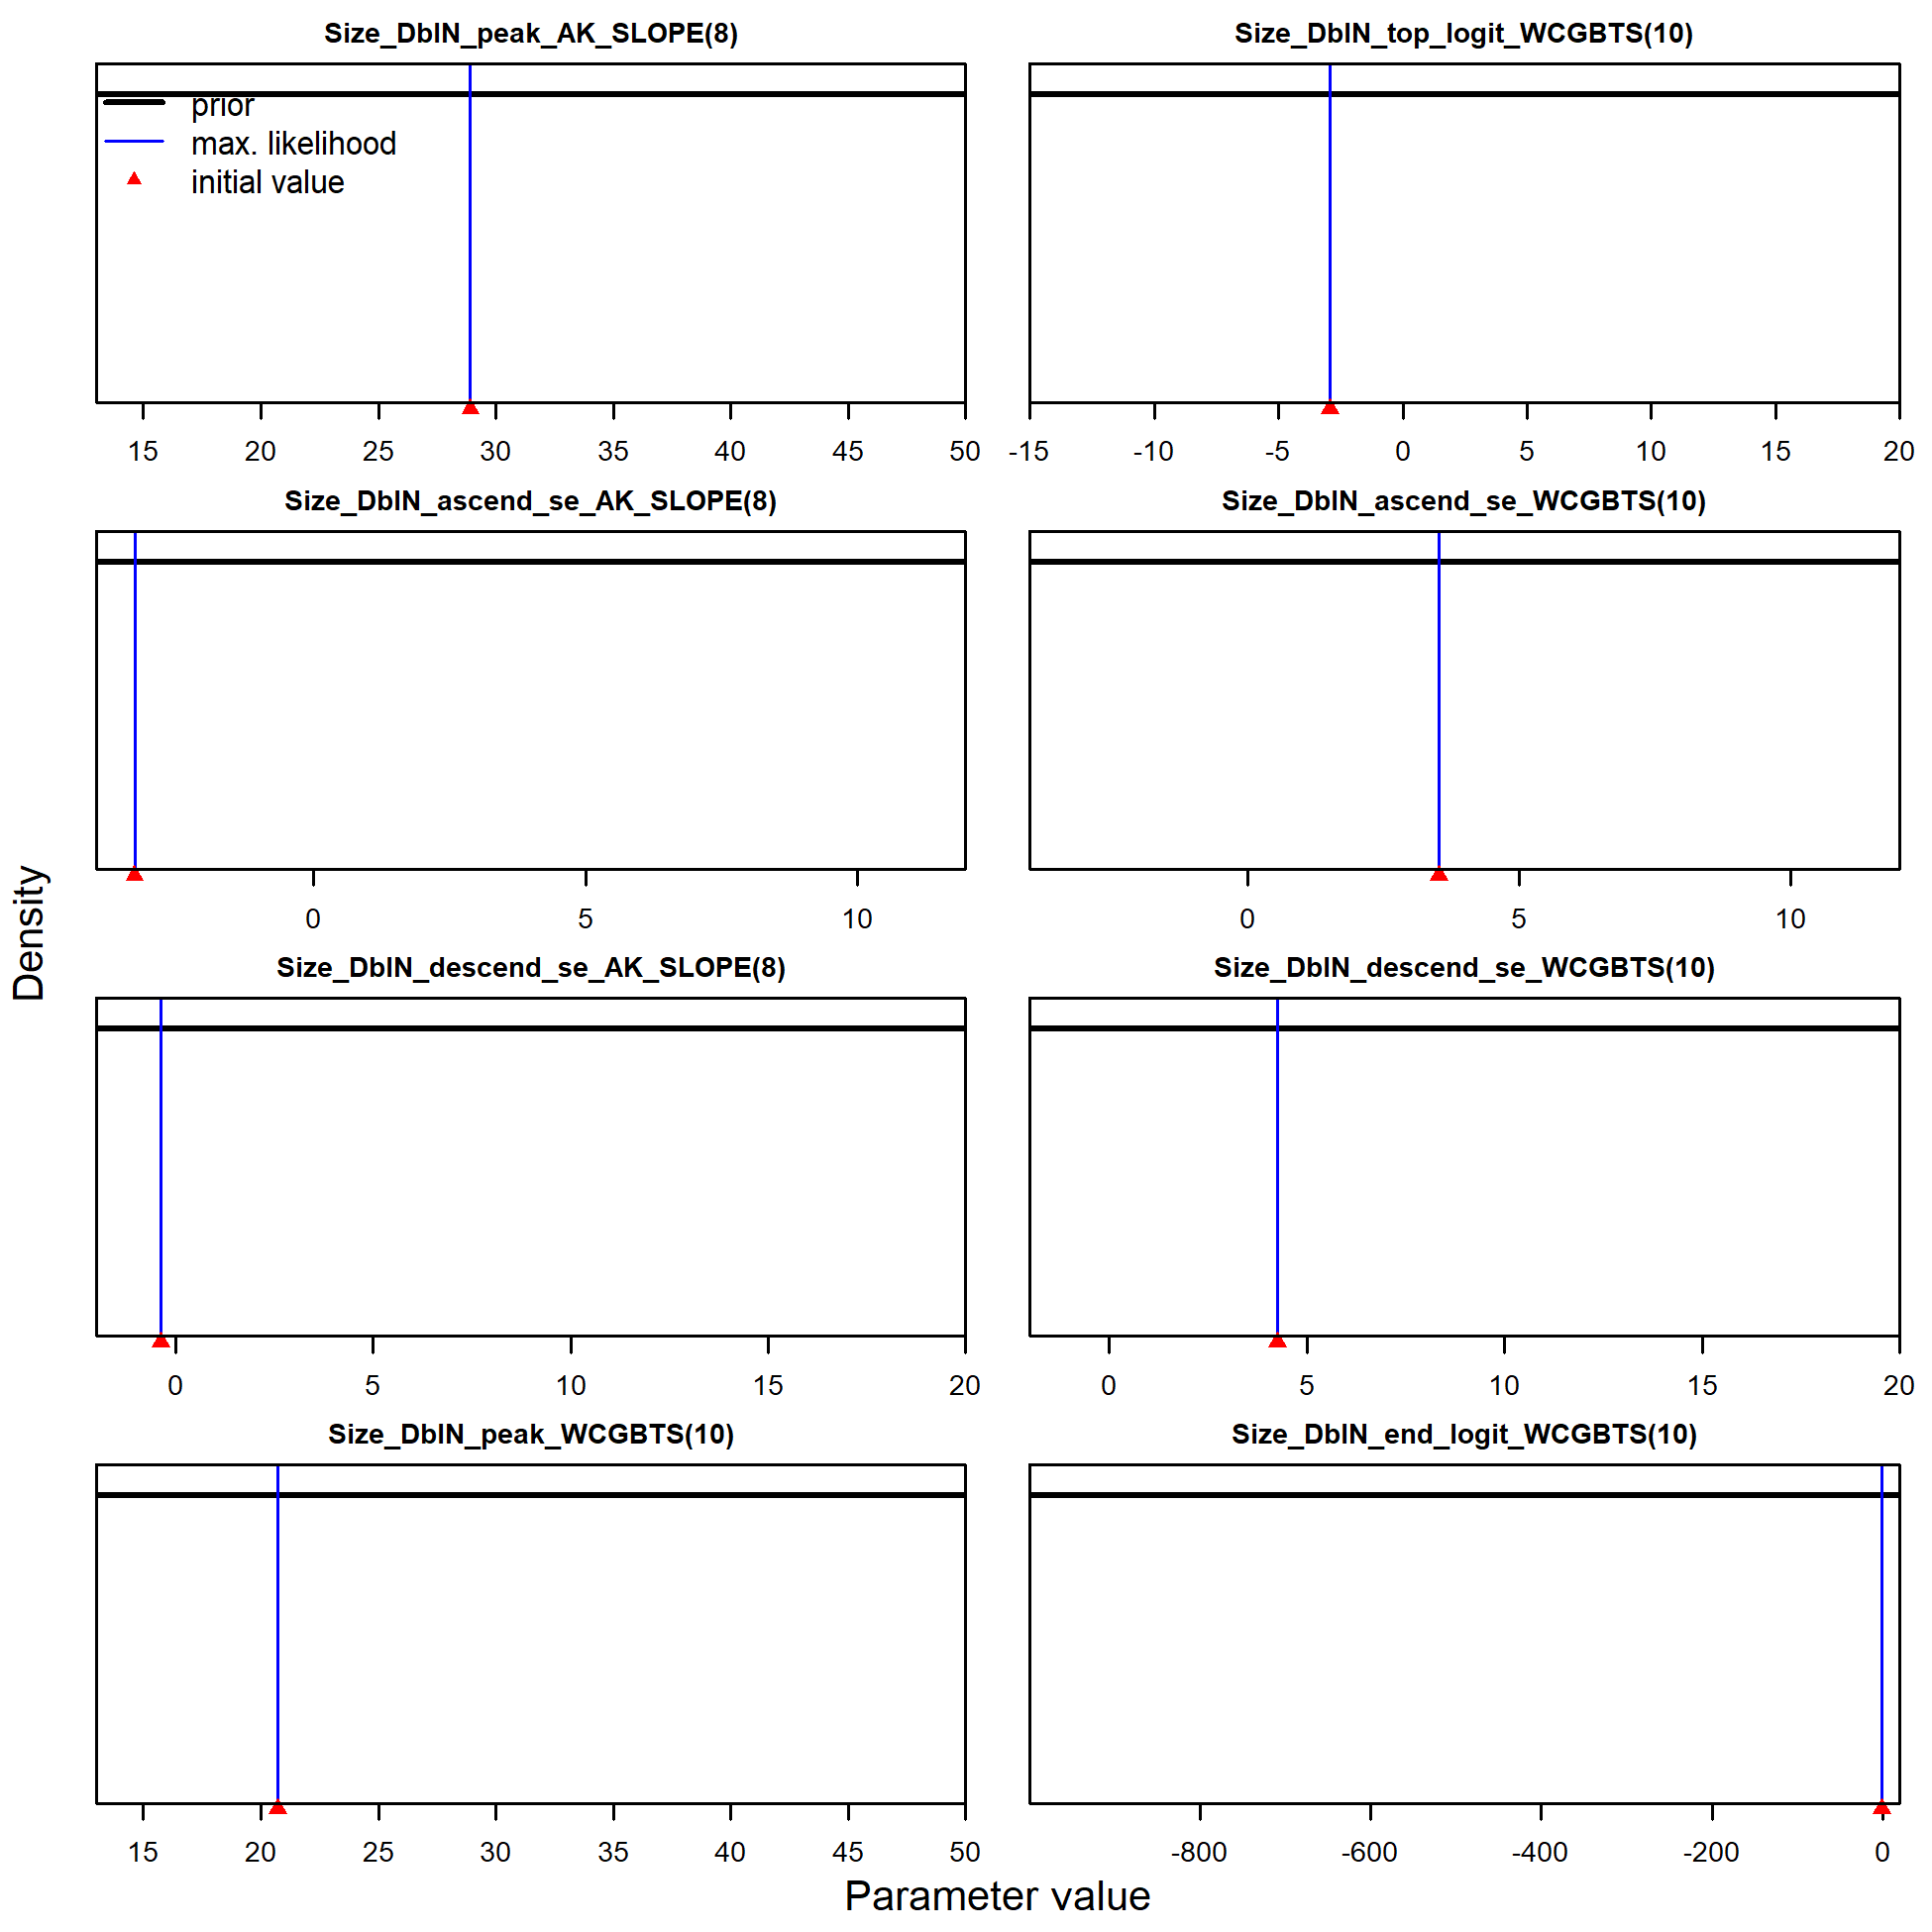 Size_DblN_peak_AK_SLOPE(8)
prior
max. likelihood
initial value
15 20 25 30 35 40 45 50
Size_DblN_top_logit_WCGBTS(10)
-15 -10 -5 0 5 10 15 20
Size_DblN_ascend_se_AK_SLOPE(8)
0 5 10
Size_DblN_ascend_se_WCGBTS(10)
0 5 10
Size_DblN_descend_se_AK_SLOPE(8)
0 5 10 15 20
Size_DblN_descend_se_WCGBTS(10)
0 5 10 15 20
Size_DblN_peak_WCGBTS(10)
15 20 25 30 35 40 45 50
Size_DblN_end_logit_WCGBTS(10)
-800 -600 -400 -200 0
Density
Parameter value